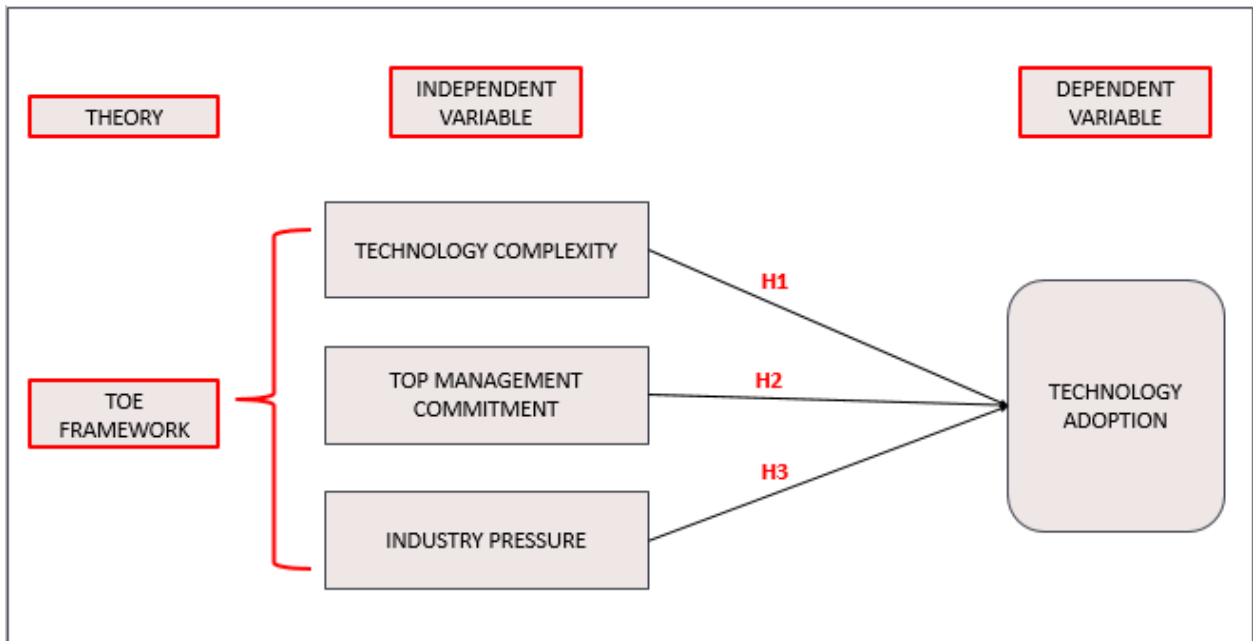 THEORY
INDEPENDENT
VARIABLE
DEPENDENT
VARIABLE
TECHNOLOGY COMPLEXITY
H1
TOE
FRAMEWORK
TOP MANAGEMENT
COMMITMENT
H2
TECHNOLOGY
ADOPTION
INDUSTRY PRESSURE
H3